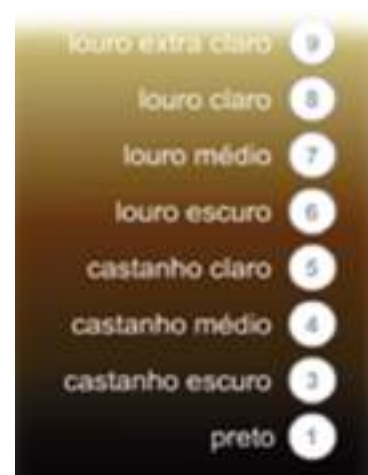 louro extra claro 9
louro claro 8
louro médio 7
louro escuro 6
castanho claro 5
castanho médio 4
castanho escuro 3
preto 1